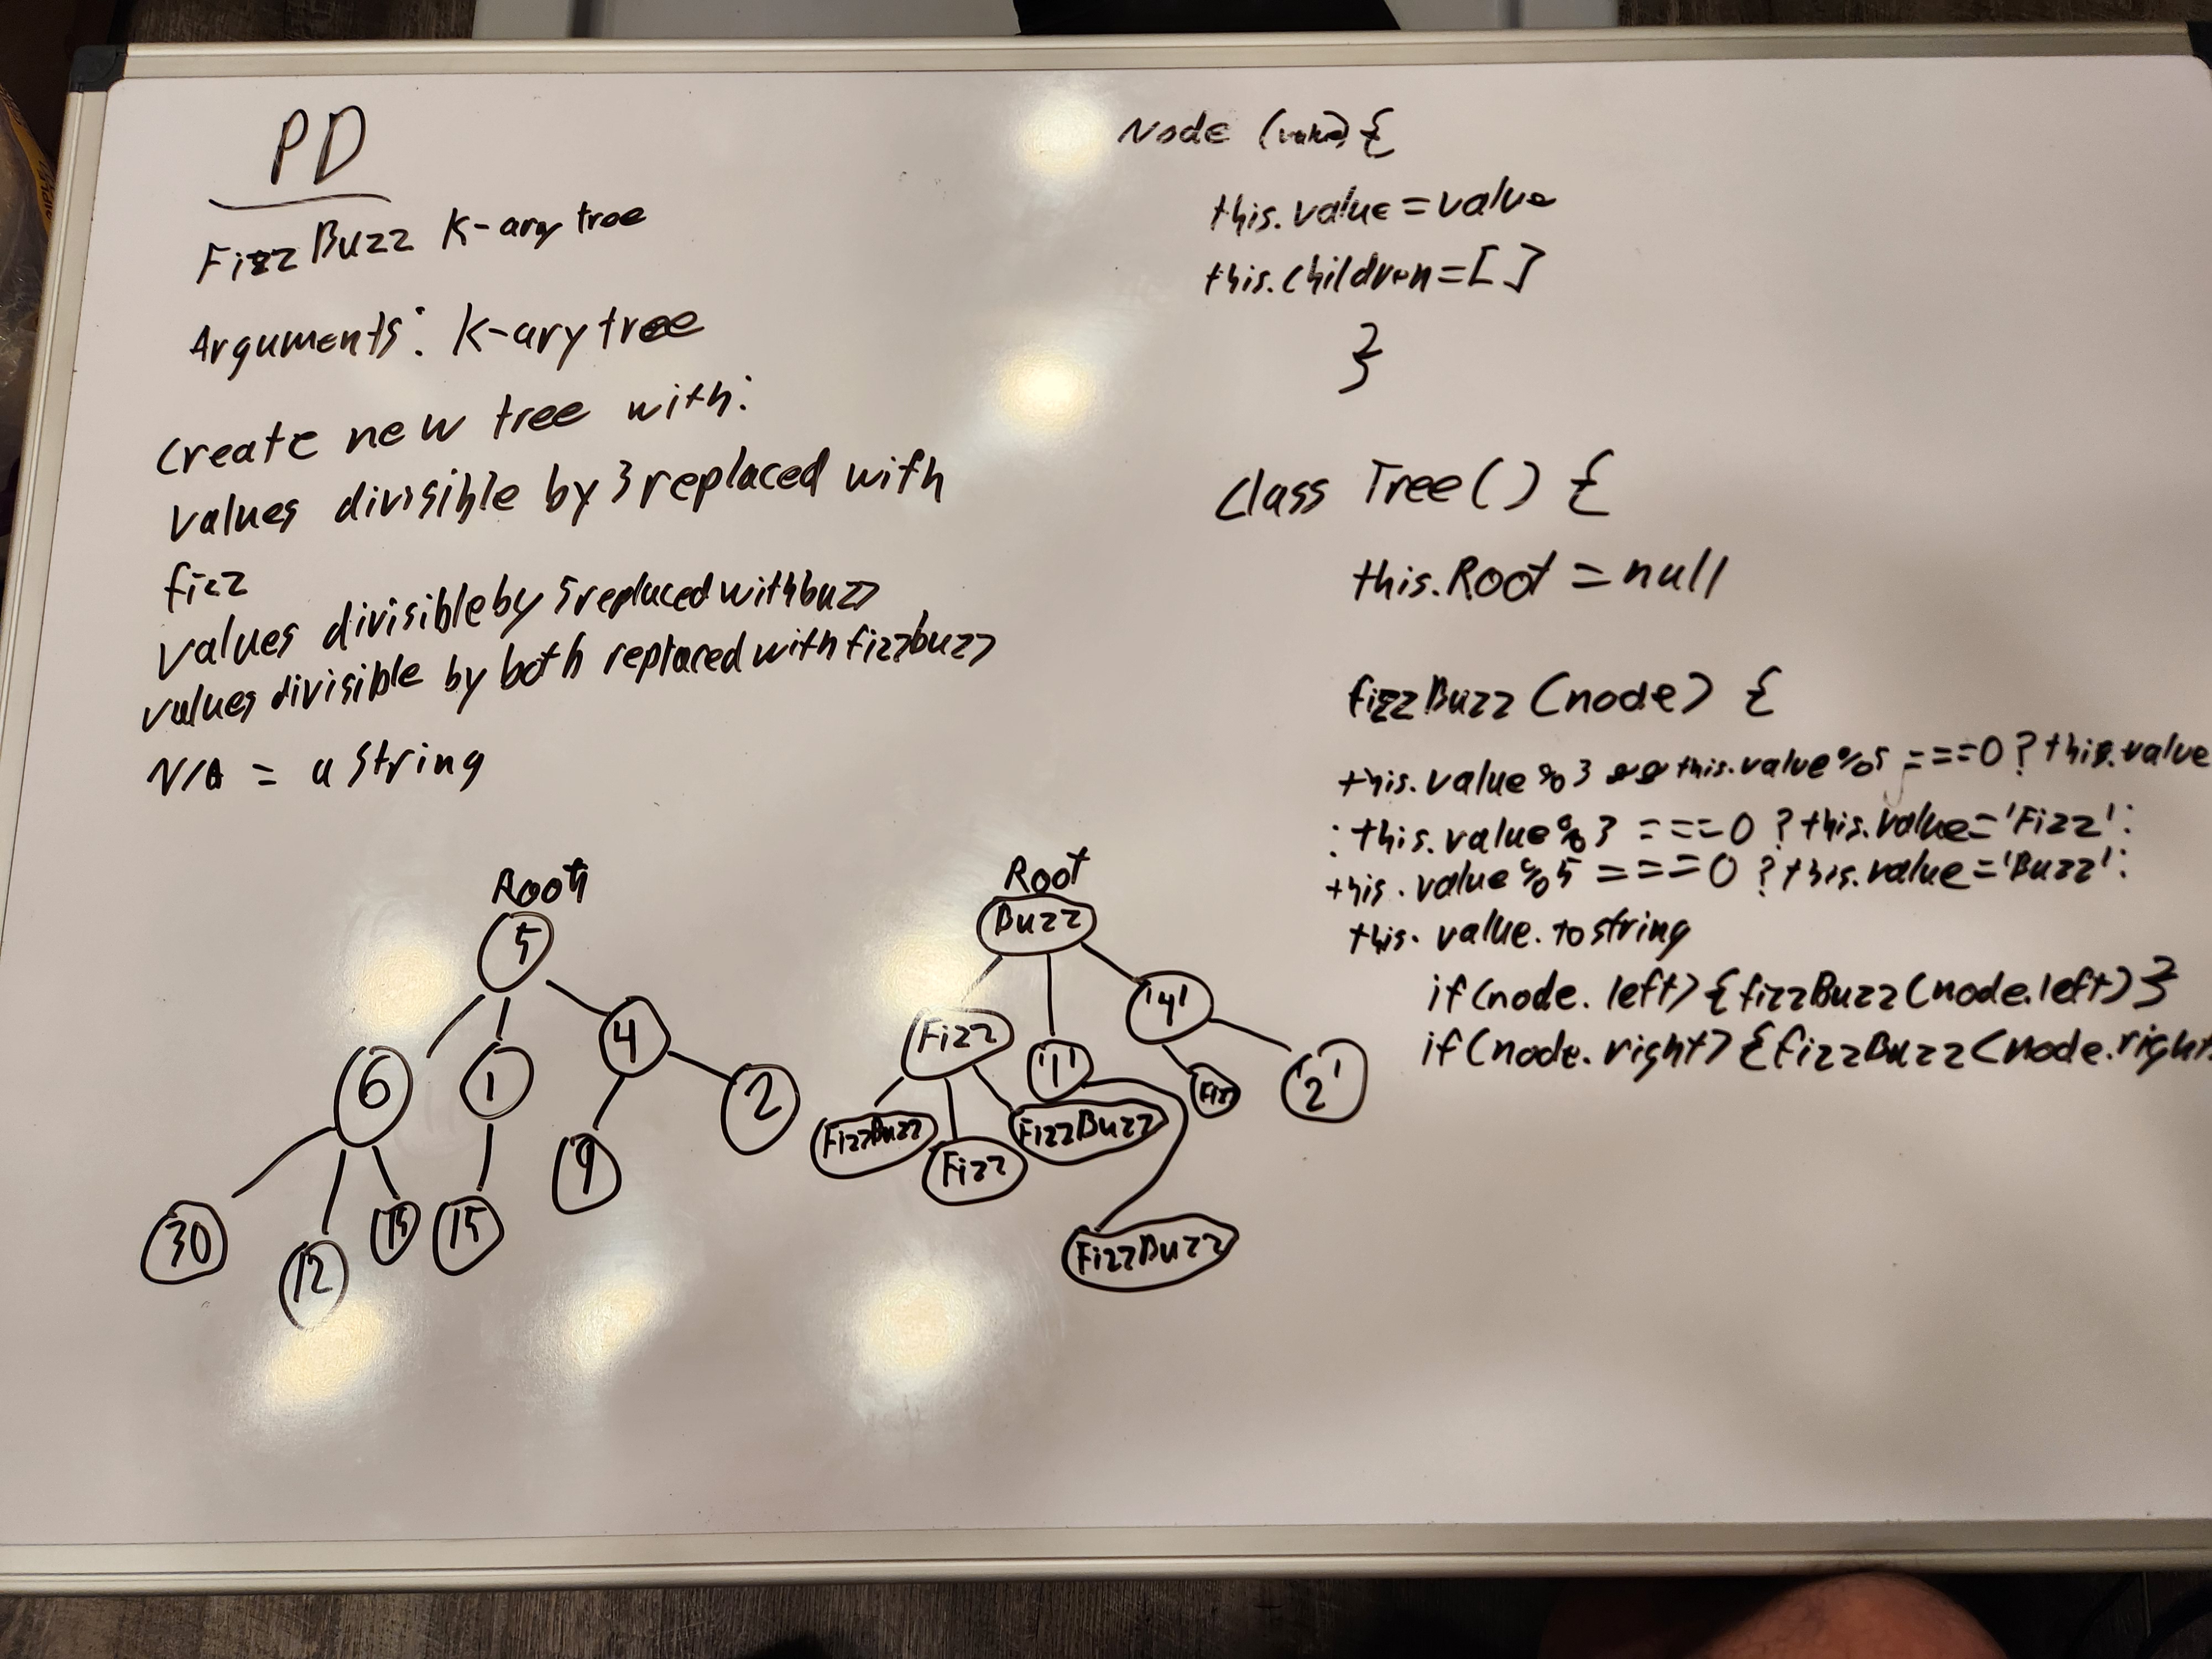 PD
FizzBuzz K-ary tree
Arguments: K-ary tree
Create new tree with:
values divisible by 3 replaced with
fizz
values divisible by 5 replaced with buzz
values divisible by both replaced with fizzbuzz
N/A = a string
Root
5
6
1
4
2
30
12
15
15
9
Root
Buzz
Fizz
'1'
'4'
FizzBuzz
Fizz
FizzBuzz
Fizz
'2'
FizzBuzz
Node (value) {
this.value = value
this.children = []
}
Class Tree() {
this.Root = null
fizzBuzz (node) {
this.value % 3 && this.value % 5 === 0 ? this.value
: this.value % 3 === 0 ? this.value = 'Fizz' :
this.value % 5 === 0 ? this.value = 'Buzz' :
this.value.tostring
if (node.left) {fizzBuzz (node.left) }
if (node.right) {fizzBuzz (node.right